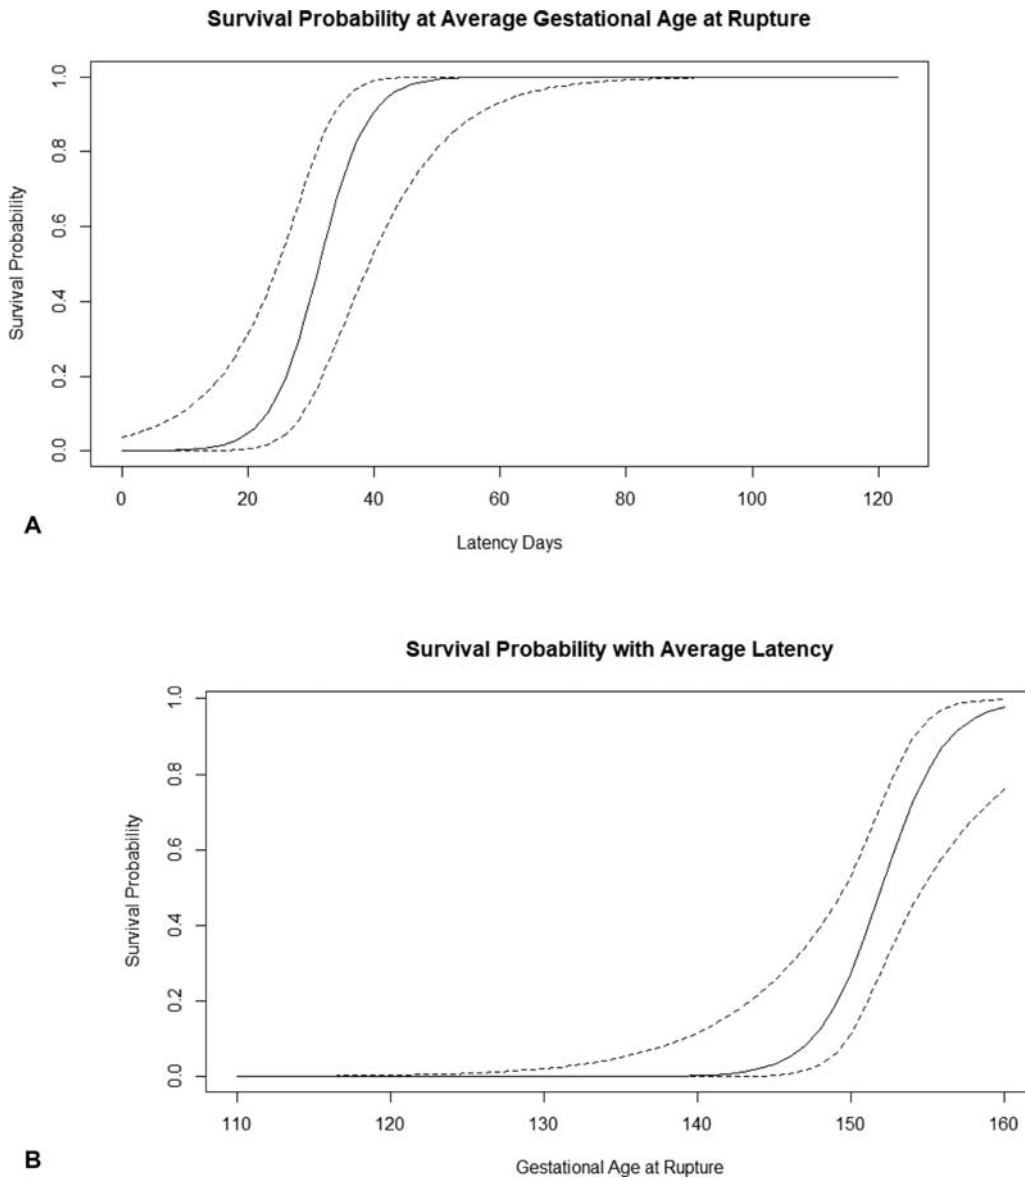 A
Survival Probability at Average Gestational Age at Rupture
Survival Probability
1.0
0.8
0.6
0.4
0.2
0.0
0 20 40 60 80 100 120
Latency Days
B
Survival Probability with Average Latency
Survival Probability
1.0
0.8
0.6
0.4
0.2
0.0
110 120 130 140 150 160
Gestational Age at Rupture